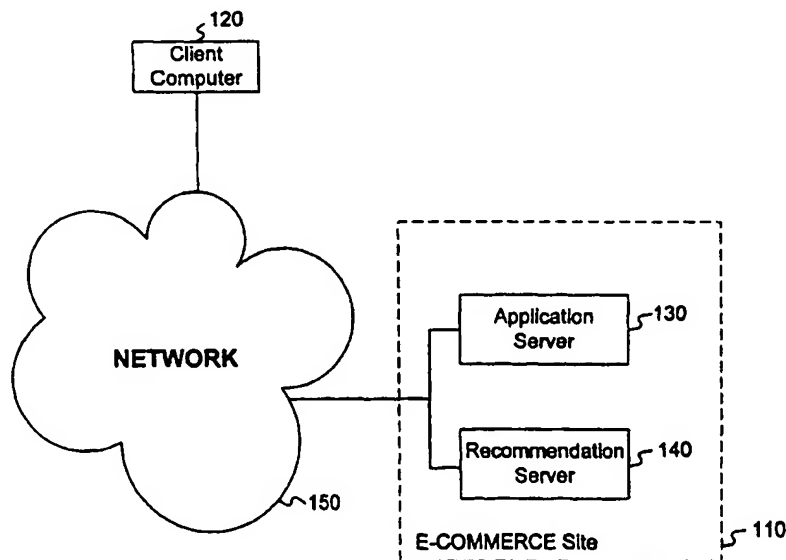 120
Client
Computer
Application
Server
130
NETWORK
Recommendation
Server
140
150
E-COMMERCE Site
110